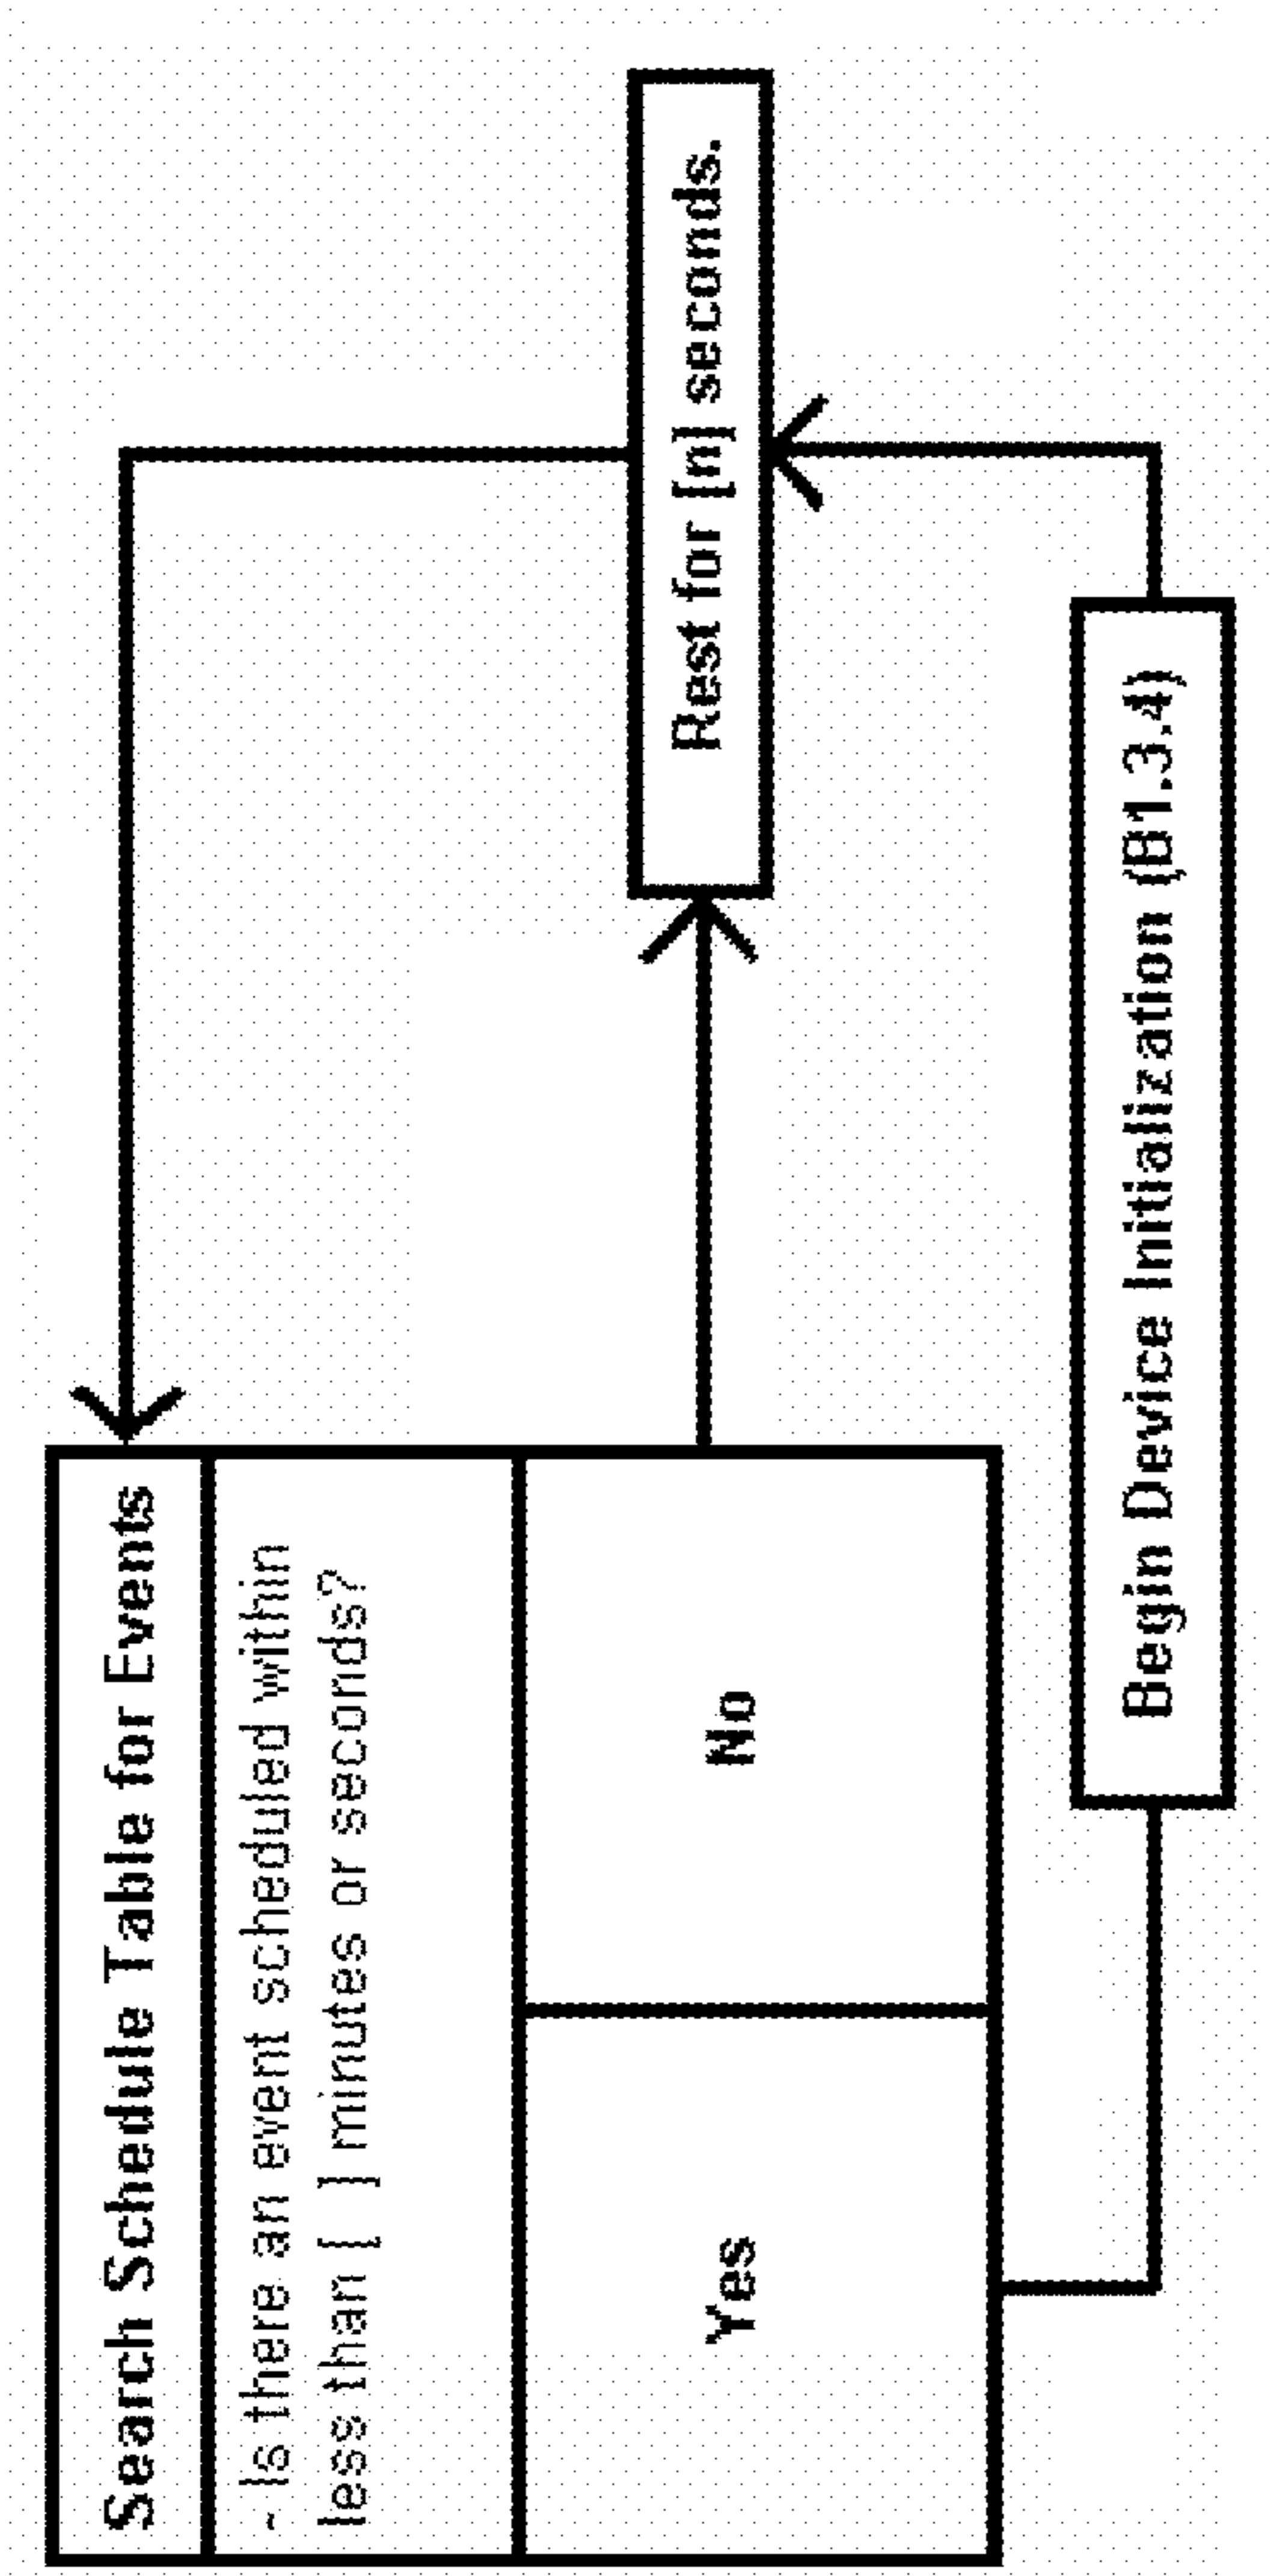 Search Schedule Table for Events
~ Is there an event scheduled within
less than [ ] minutes or seconds?
Yes
No
Rest for [n] seconds.
Begin Device Initialization (B1.3.4)